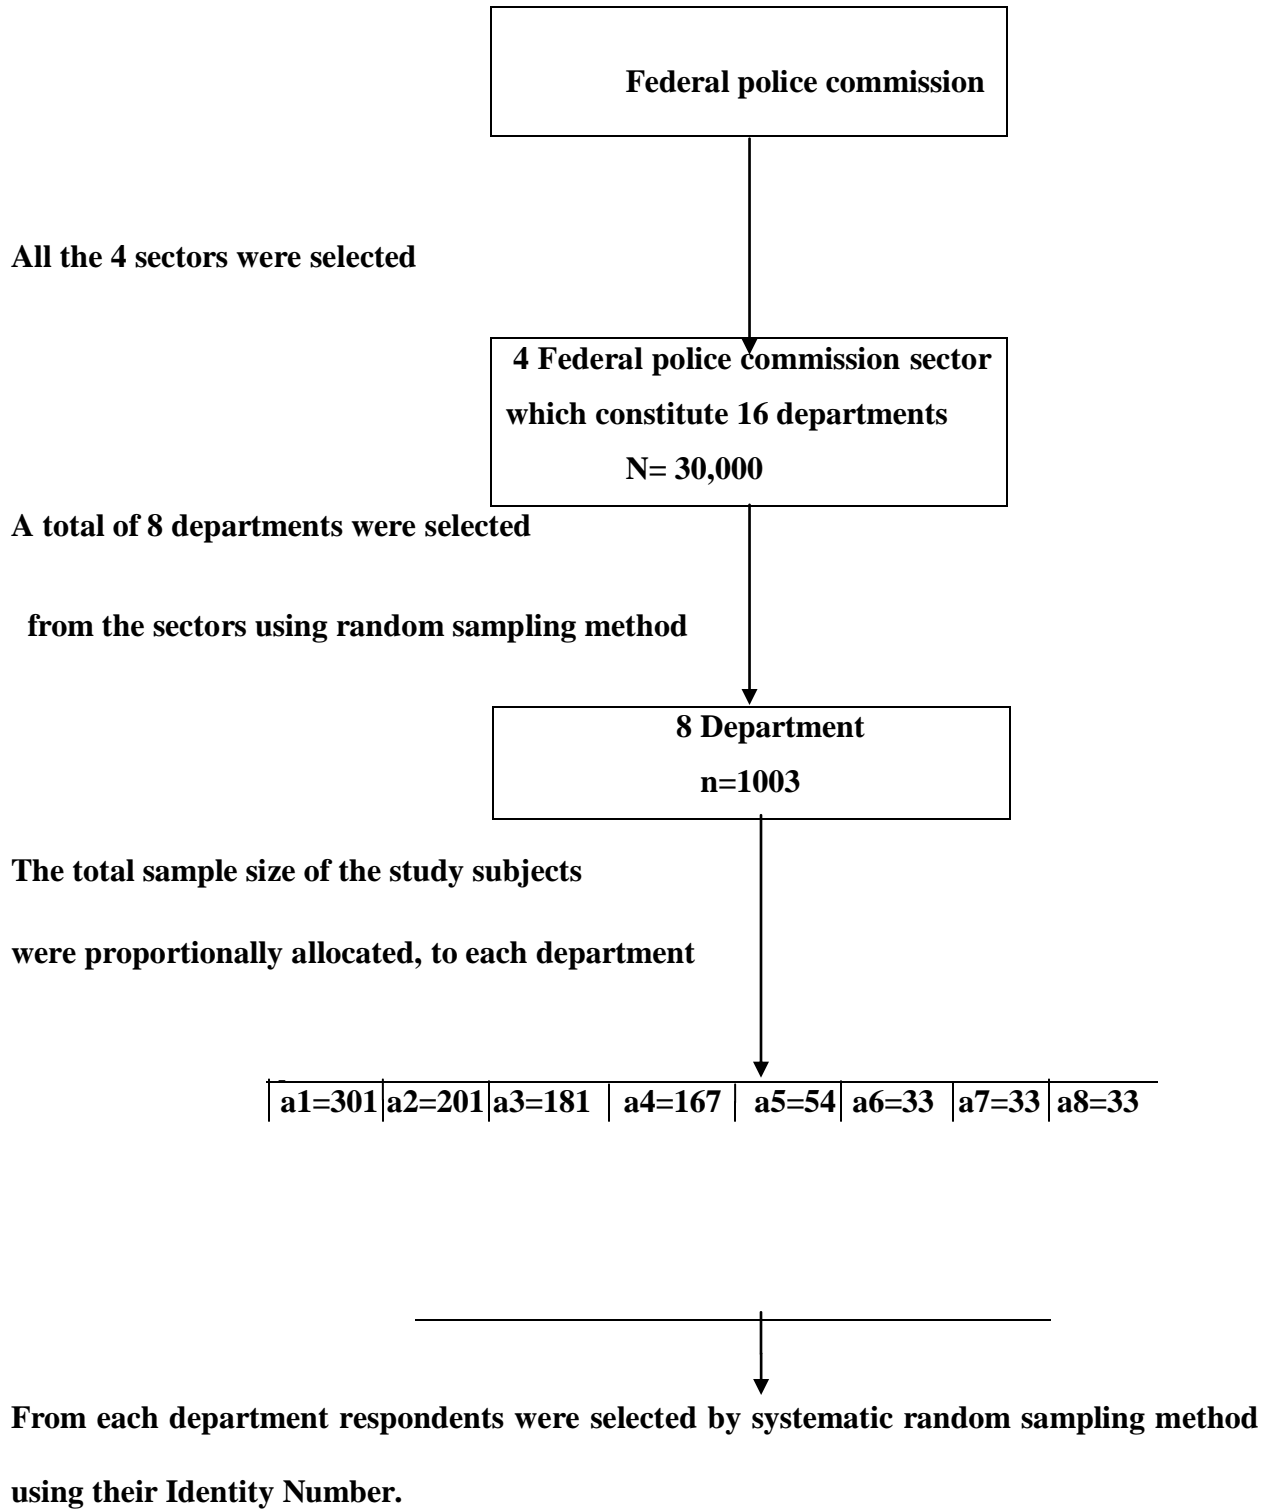 Federal police commission
All the 4 sectors were selected
4 Federal police commission sector
which constitute 16 departments
N= 30,000
A total of 8 departments were selected
from the sectors using random sampling method
8 Department
n=1003
The total sample size of the study subjects
were proportionally allocated, to each department
a1=301 a2=201 a3=181 a4=167 a5=54 a6=33 a7=33 a8=33
From each department respondents were selected by systematic random sampling method
using their Identity Number.